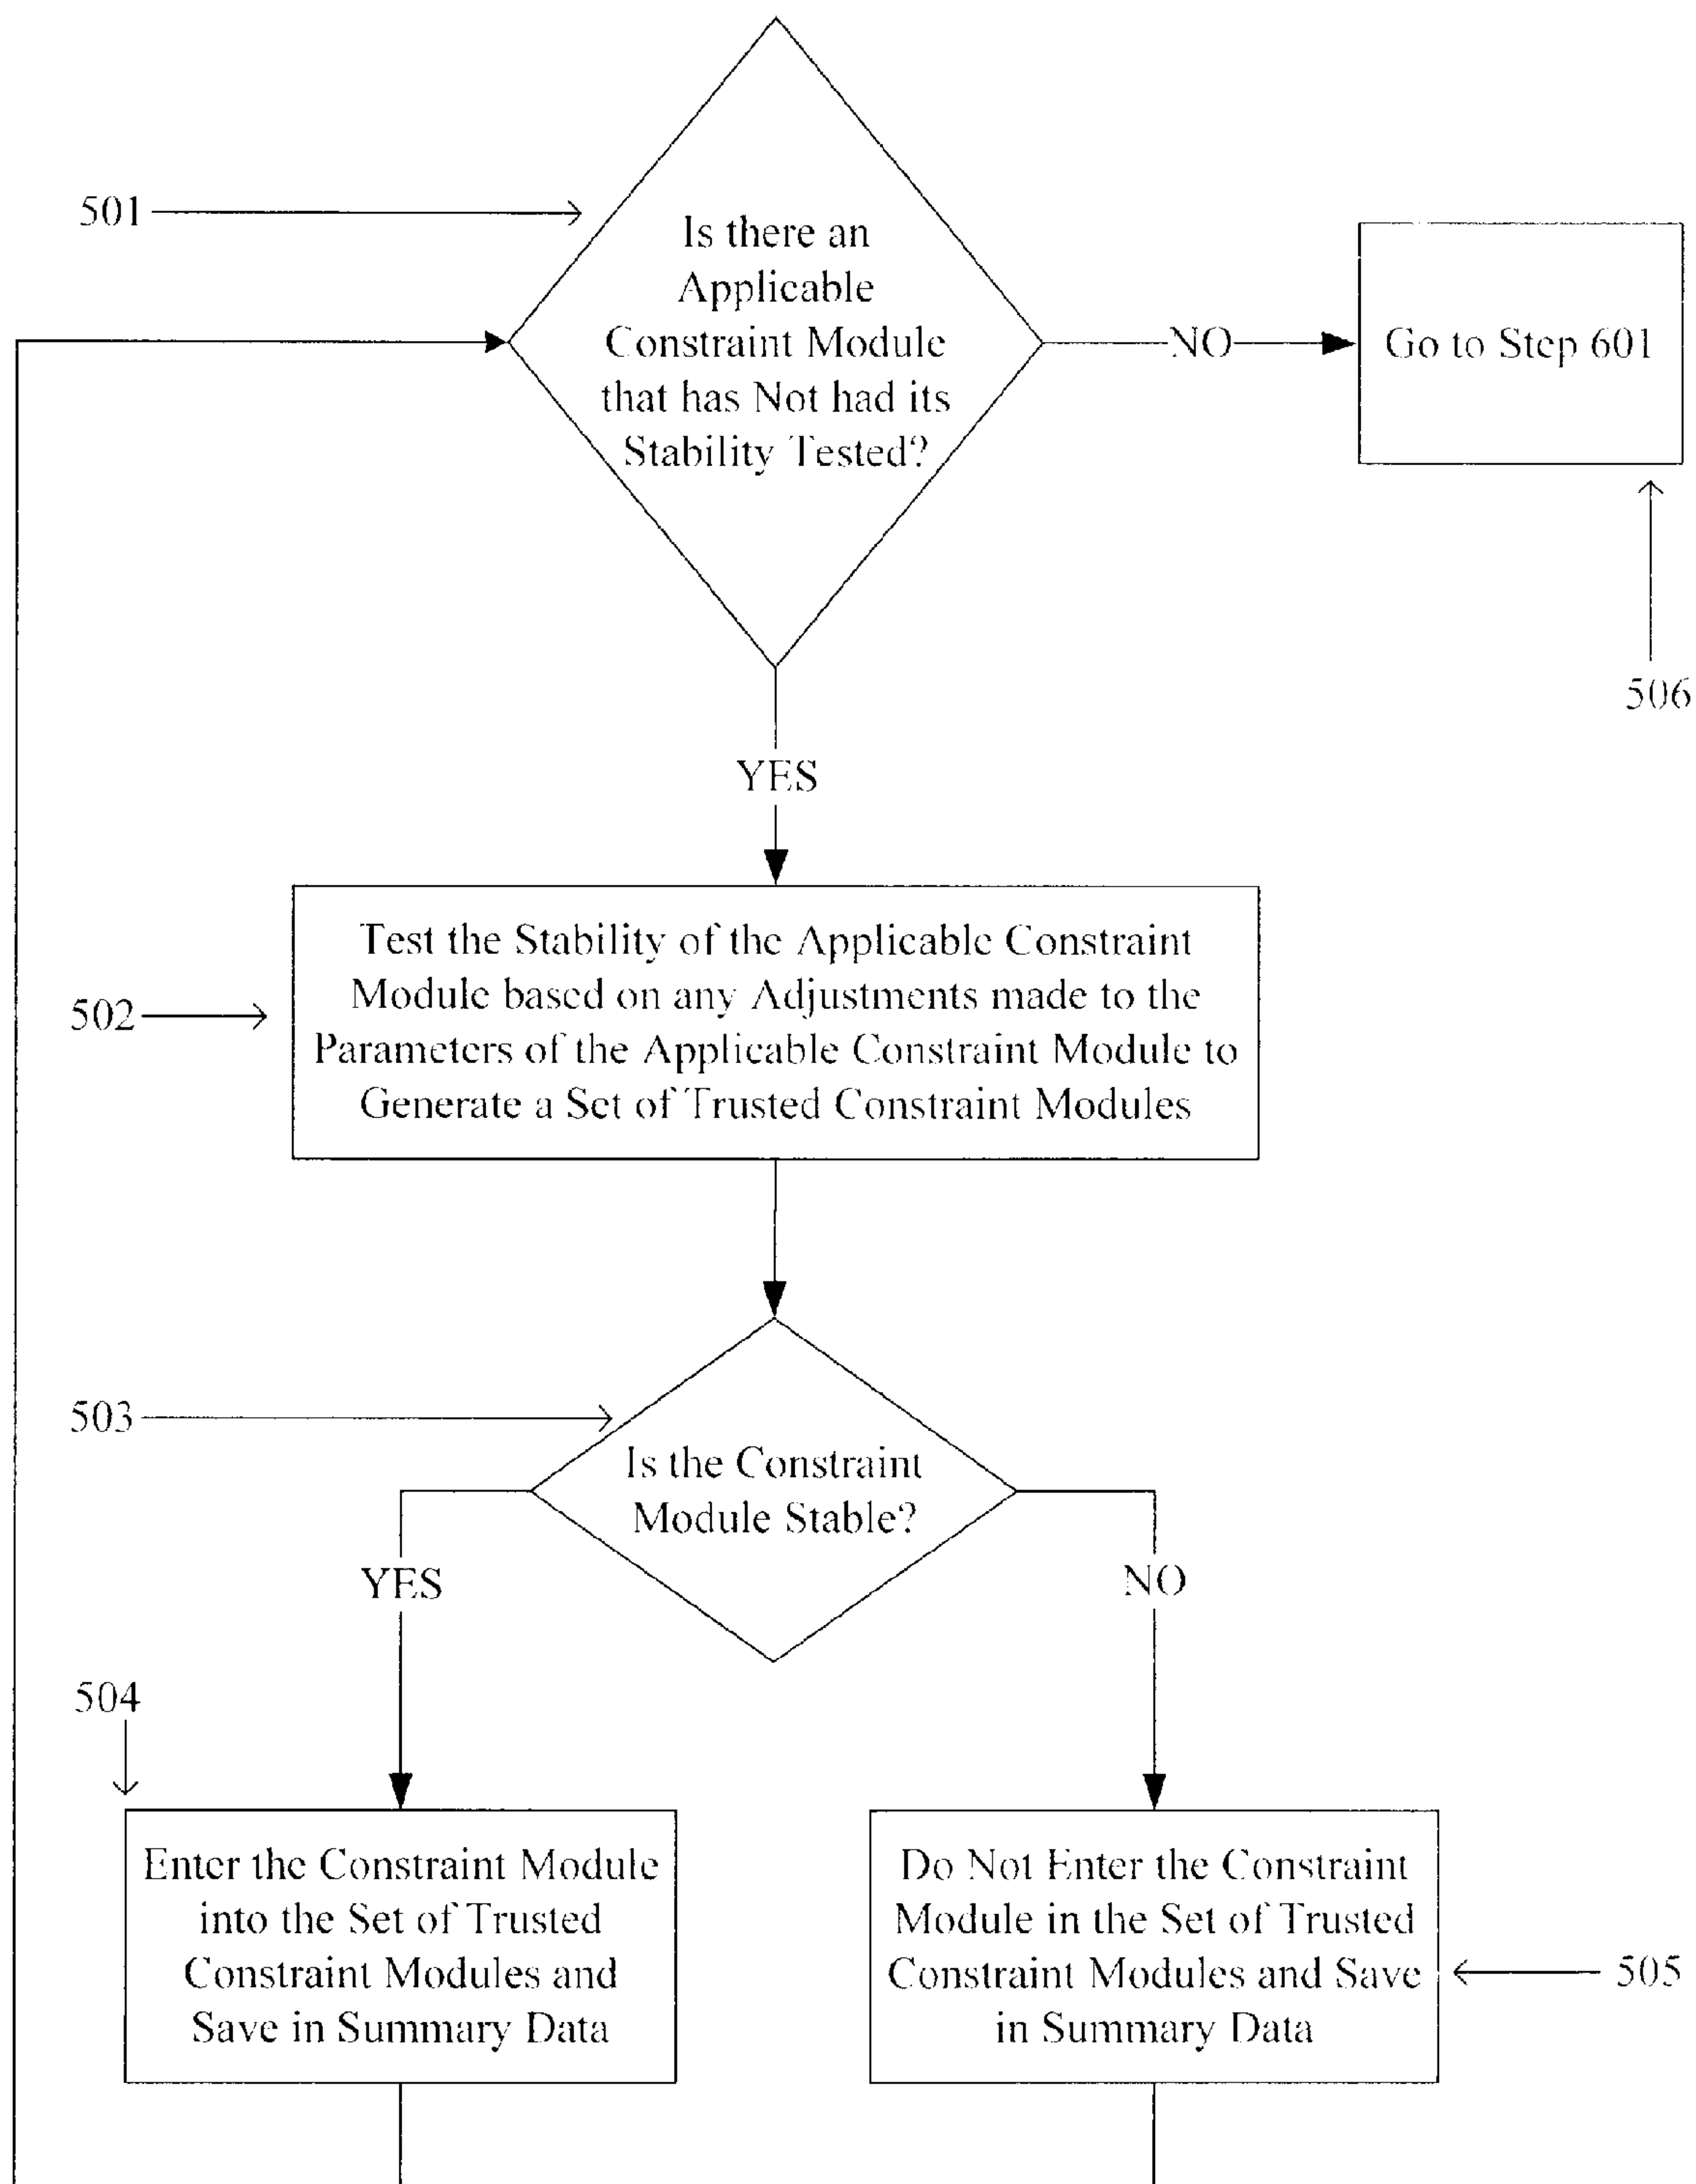 501
Is there an
Applicable
Constraint Module
that has Not had its
Stability Tested?
NO
Go to Step 601
506
YES
502
Test the Stability of the Applicable Constraint
Module based on any Adjustments made to the
Parameters of the Applicable Constraint Module to
Generate a Set of Trusted Constraint Modules
503
Is the Constraint
Module Stable?
YES
NO
504
Enter the Constraint Module
into the Set of Trusted
Constraint Modules and
Save in Summary Data
Do Not Enter the Constraint
Module in the Set of Trusted
Constraint Modules and Save
in Summary Data
505